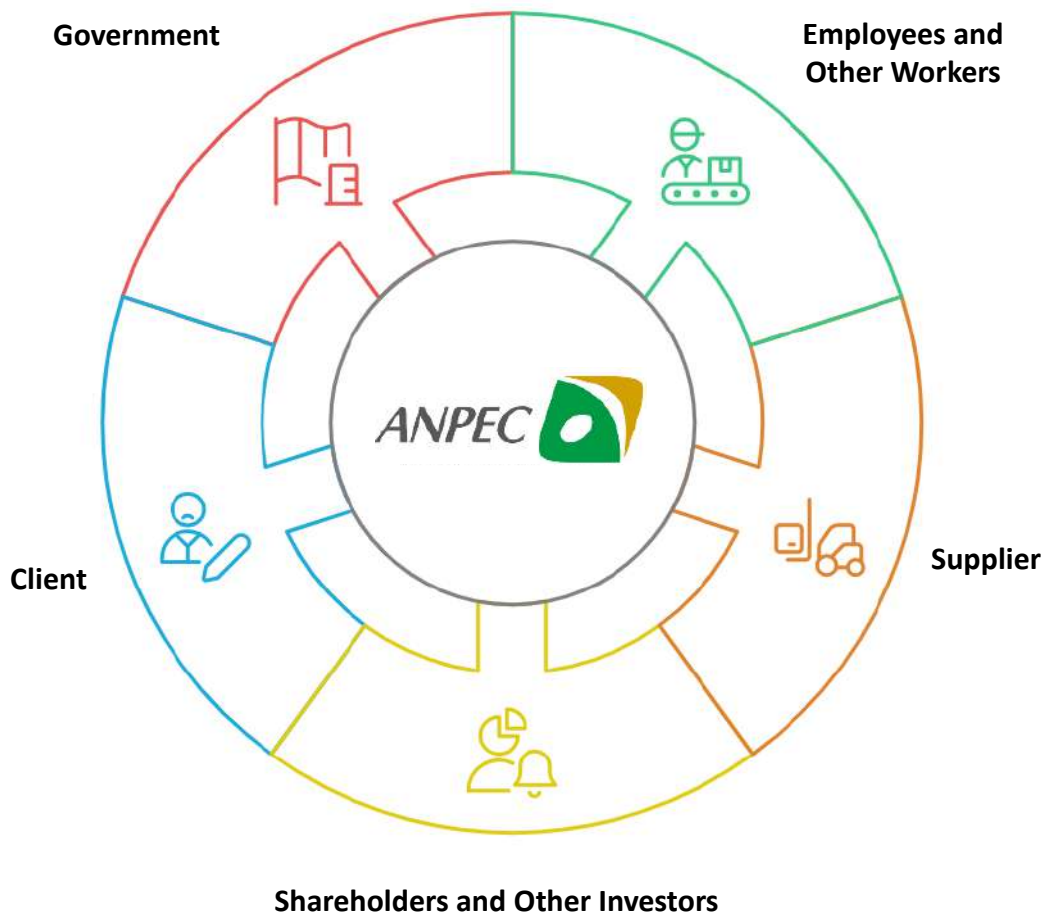 Government
Employees and
Other Workers
ANPEC
Client
Supplier
Shareholders and Other Investors